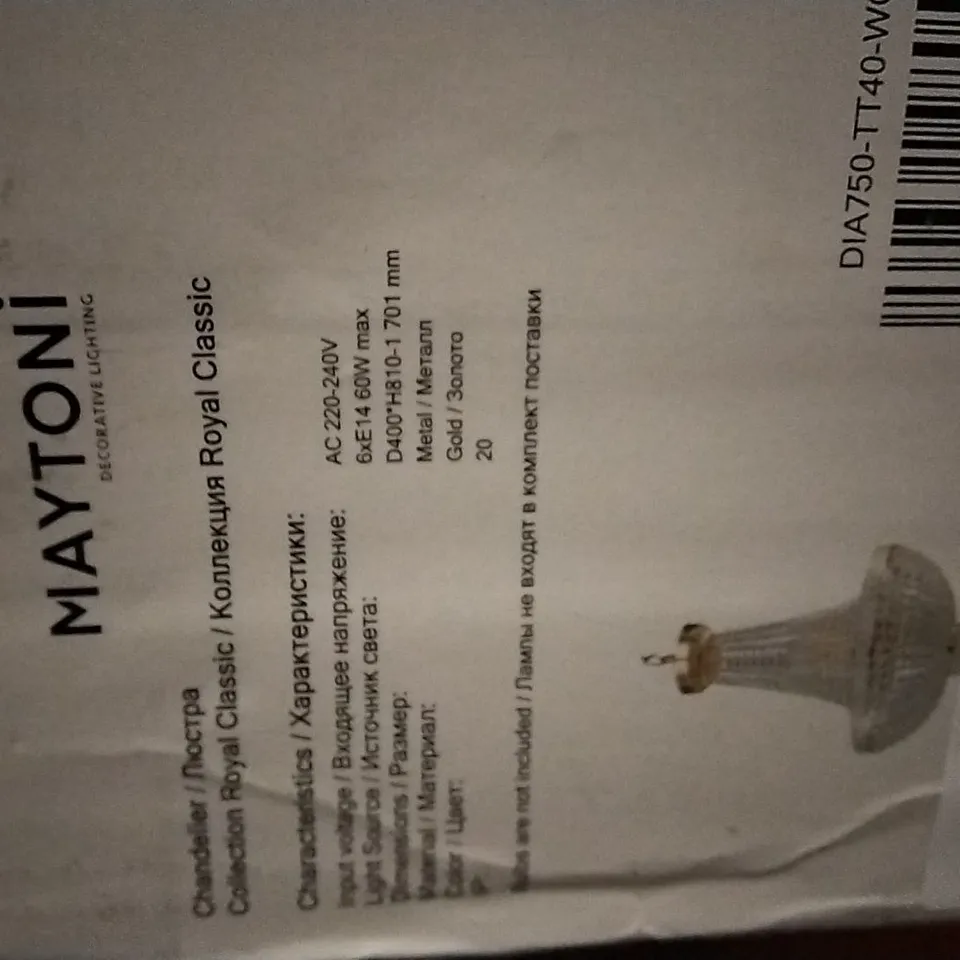 MAYTONi
DECORATIVE LIGHTING
Chandelier / Люстра
Collection Royal Classic / Коллекция Royal Classic
Characteristics / Характеристики:
Input voltage / Входящее напряжение: AC 220-240V
Light Source / Источник света: 6xE14 60W max
Dimensions / Размер: D400*H810-1 701 mm
Material / Материал: Metal / Металл
Color / Цвет: Gold / Золото
IP: 20
are not included / Лампы не входят в комплект поставки
DIA750-TT40-W